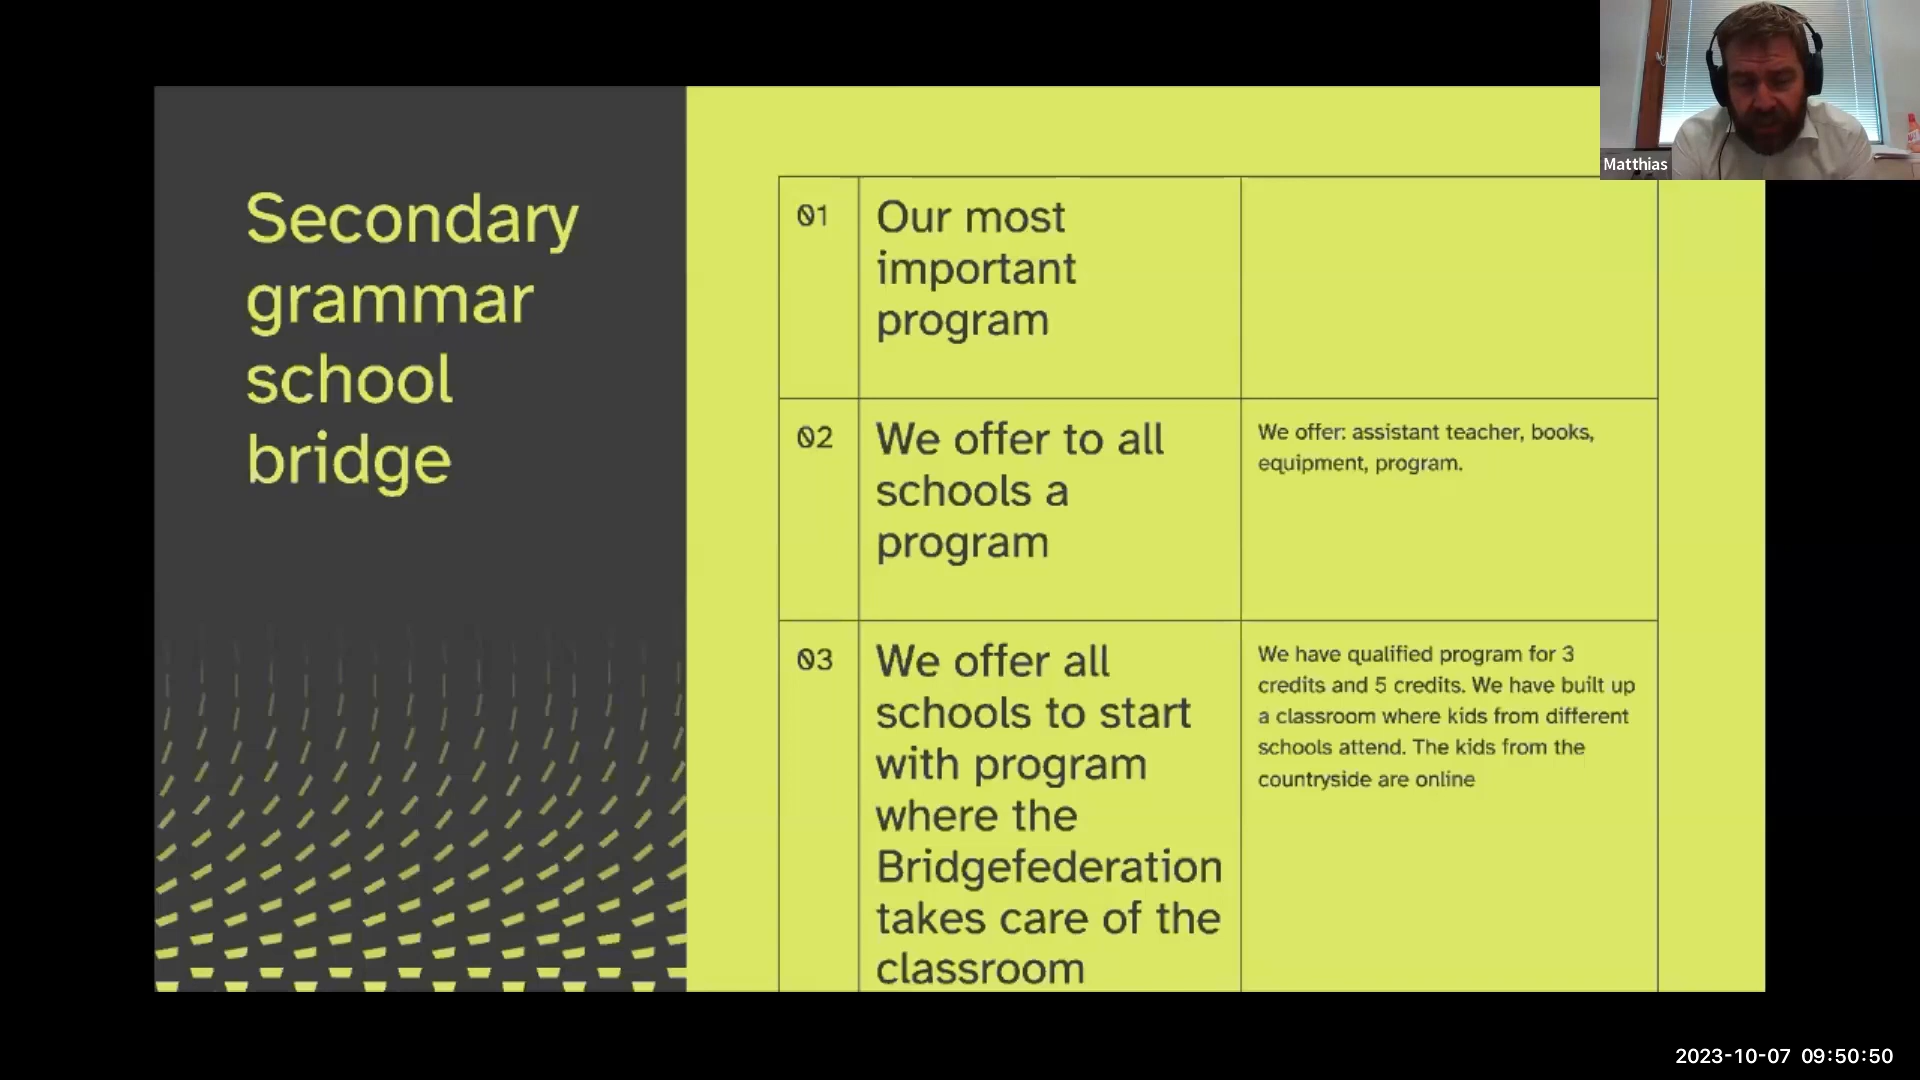 Secondary
grammar
school
bridge
01
Our most
important
program
02
We offer to all
schools a
program
We offer: assistant teacher, books,
equipment, program.
03
We offer all
schools to start
with program
where the
Bridgefederation
takes care of the
classroom
We have qualified program for 3
credits and 5 credits. We have built up
a classroom where kids from different
schools attend. The kids from the
countryside are online
Matthias
2023-10-07 09:50:50